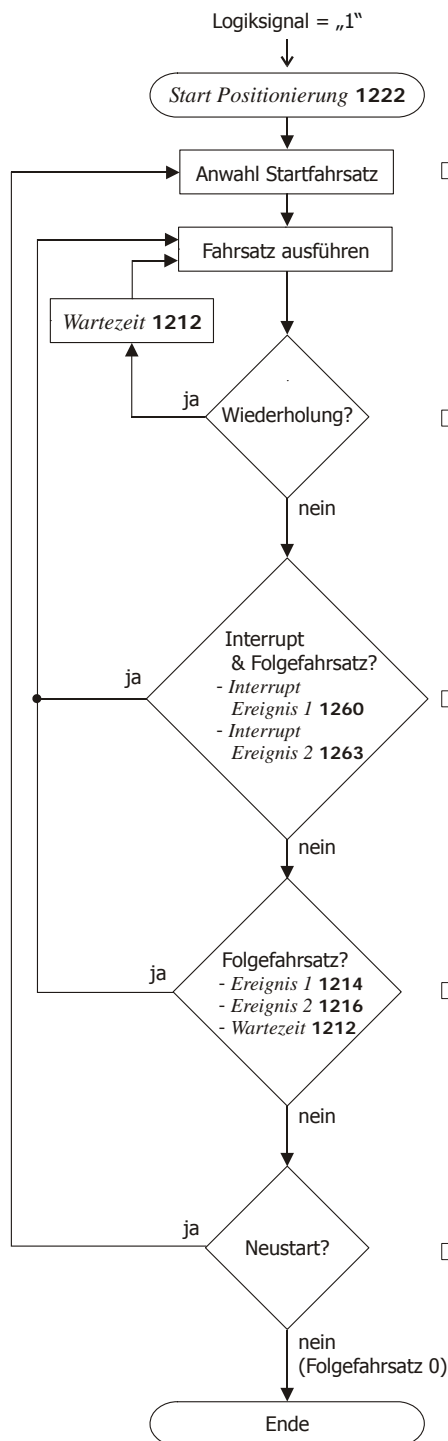 Logiksignal = „1“
Start Positionierung 1222
Anwahl Startfahrsatz
Fahrsatz ausführen
Wartezeit 1212
ja
Wiederholung?
nein
Interrupt
& Folgefahrsatz?
ja
- Interrupt
Ereignis 1 1260
- Interrupt
Ereignis 2 1263
nein
Folgefahrsatz?
ja
- Ereignis 1 1214
- Ereignis 2 1216
- Wartezeit 1212
nein
ja
Neustart?
nein
(Folgefahrsatz 0)
Ende